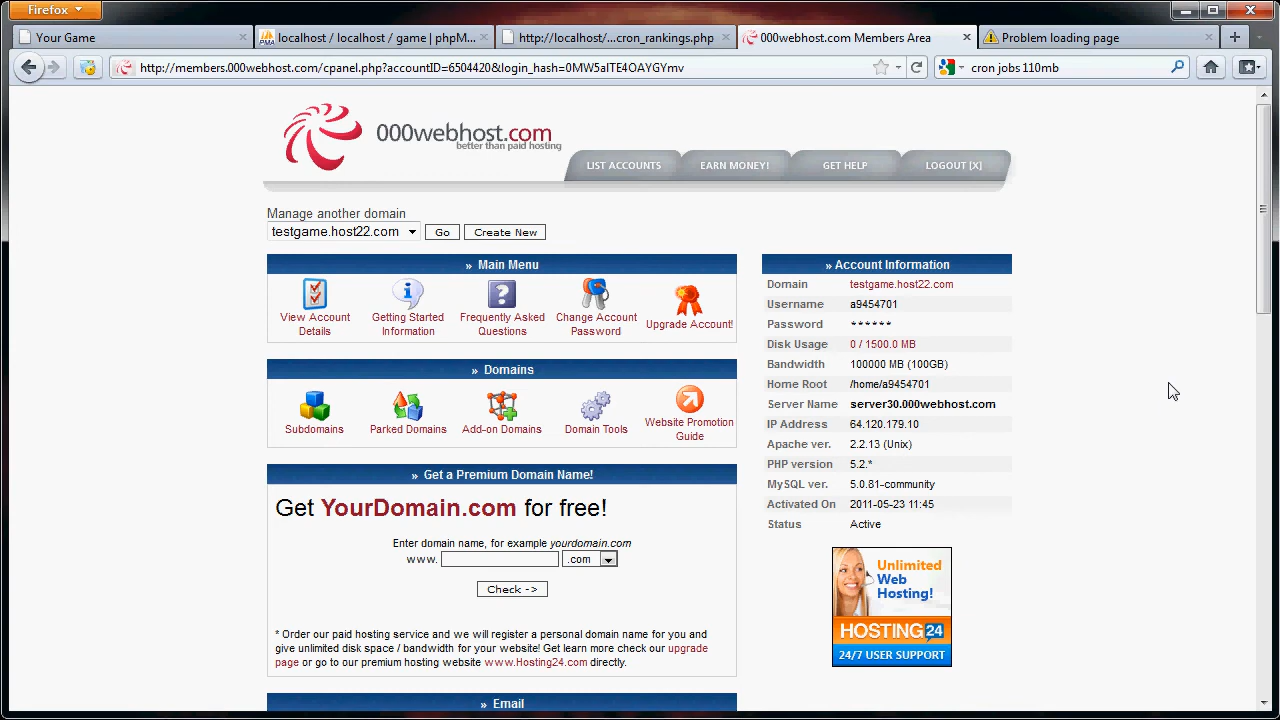 Firefox
Your Game
localhost / localhost / game | phpM...
http://localhost/...cron_rankings.php
000webhost.com Members Area
Problem loading page
http://members.000webhost.com/cpanel.php?accountID=6504420&login_hash=0MW5alTE4OAYGYmv
cron jobs 110mb
000webhost.com
better than paid hosting
LIST ACCOUNTS
EARN MONEY!
GET HELP
LOGOUT [X]
Manage another domain
testgame.host22.com
Go
Create New
» Main Menu
View Account Details
Getting Started Information
Frequently Asked Questions
Change Account Password
Upgrade Account!
» Domains
Subdomains
Parked Domains
Add-on Domains
Domain Tools
Website Promotion Guide
» Get a Premium Domain Name!
Get YourDomain.com for free!
Enter domain name, for example yourdomain.com
www.
.com
Check ->
* Order our paid hosting service and we will register a personal domain name for you and
give unlimited disk space / bandwidth for your website! Get learn more check our upgrade
page or go to our premium hosting website www.Hosting24.com directly.
» Email
» Account Information
Domain testgame.host22.com
Username a9454701
Password ******
Disk Usage 0 / 1500.0 MB
Bandwidth 100000 MB (100GB)
Home Root /home/a9454701
Server Name server30.000webhost.com
IP Address 64.120.179.10
Apache ver. 2.2.13 (Unix)
PHP version 5.2.*
MySQL ver. 5.0.81-community
Activated On 2011-05-23 11:45
Status Active
Unlimited
Web
Hosting!
HOSTING 24
24/7 USER SUPPORT